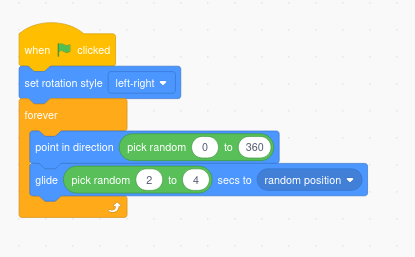 when clicked
set rotation style left-right
forever
point in direction pick random 0 to 360
glide pick random 2 to 4 secs to random position